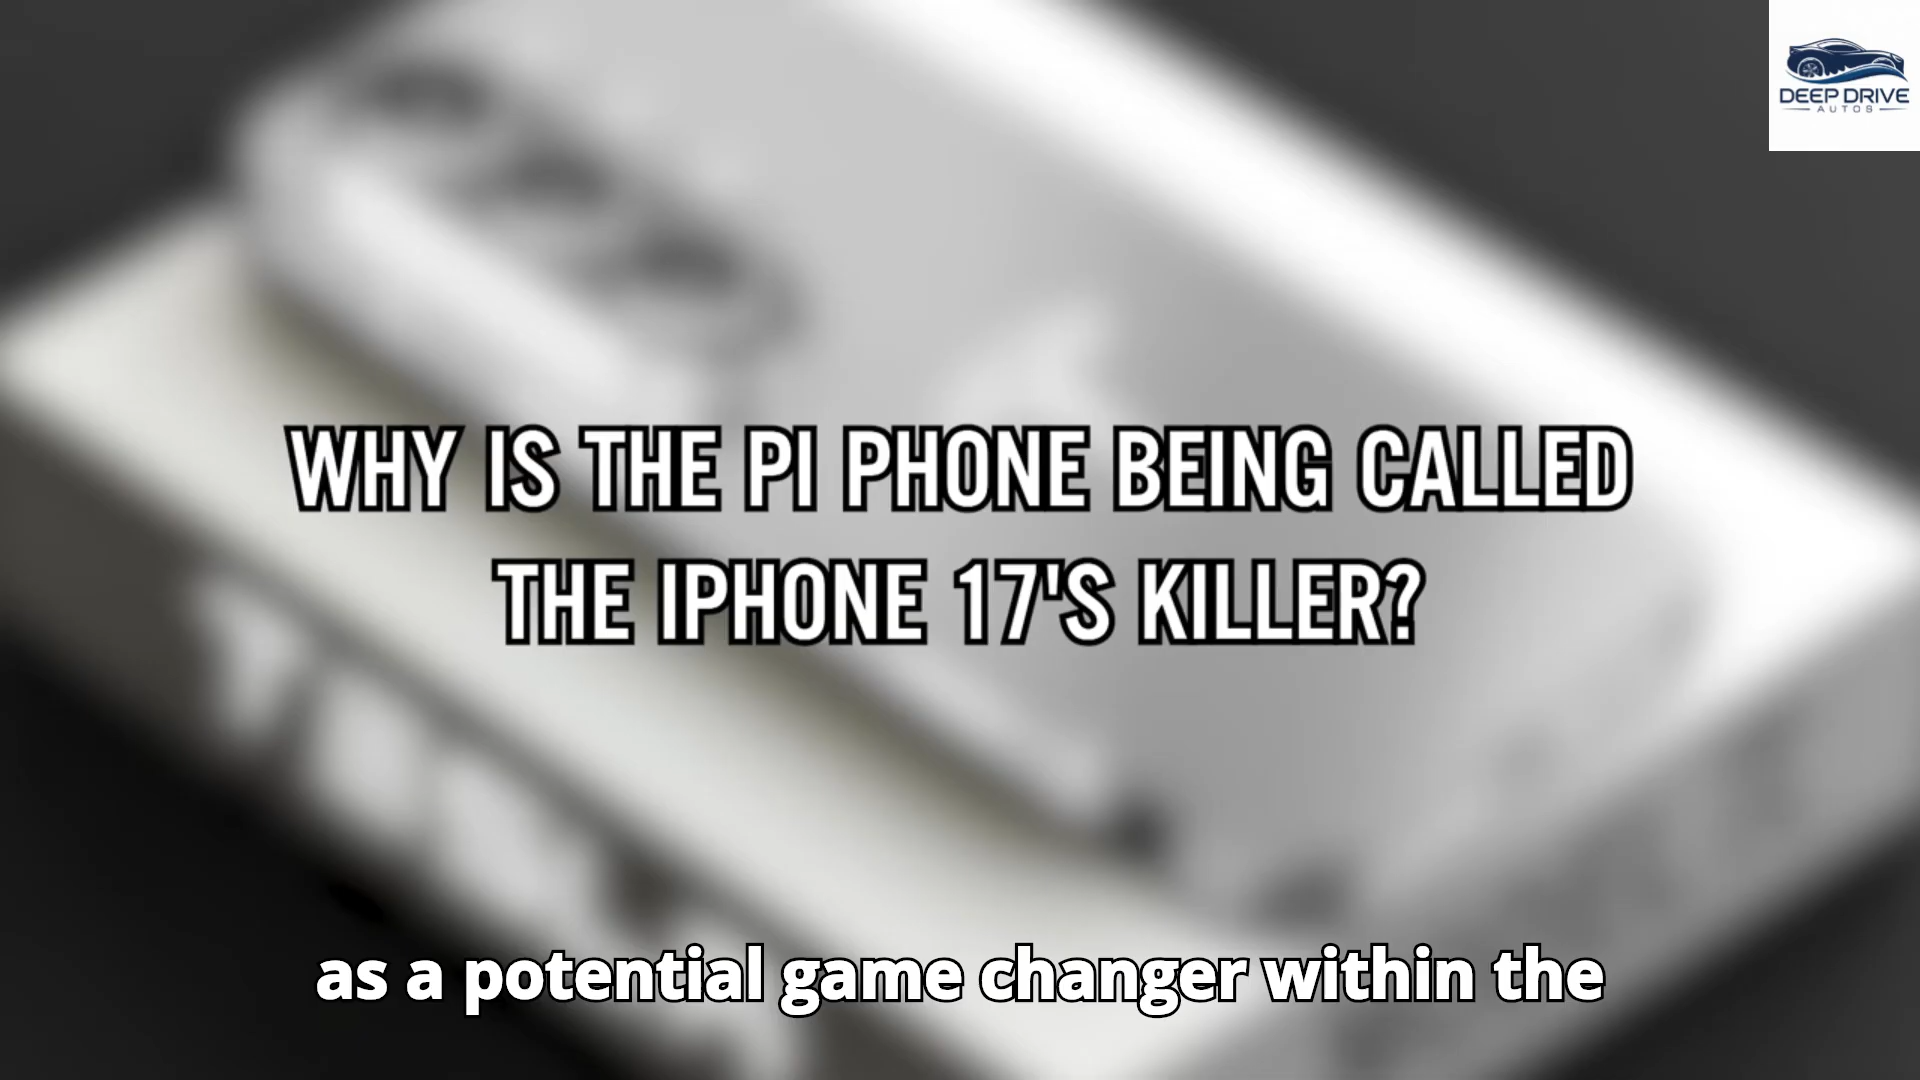 DEEP DRIVE
AUTOS
WHY IS THE PI PHONE BEING CALLED
THE IPHONE 17'S KILLER?
as a potential game changer within the